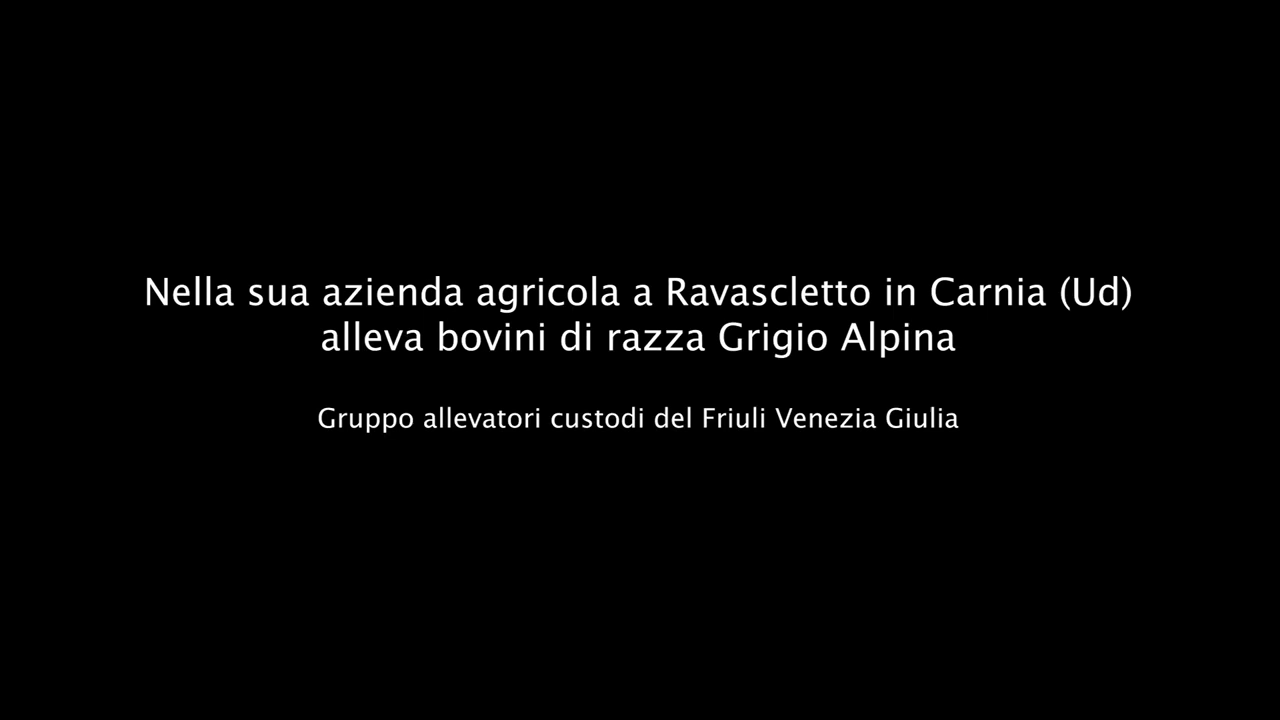 Nella sua azienda agricola a Ravascletto in Carnia (Ud)
alleva bovini di razza Grigio Alpina
Gruppo allevatori custodi del Friuli Venezia Giulia